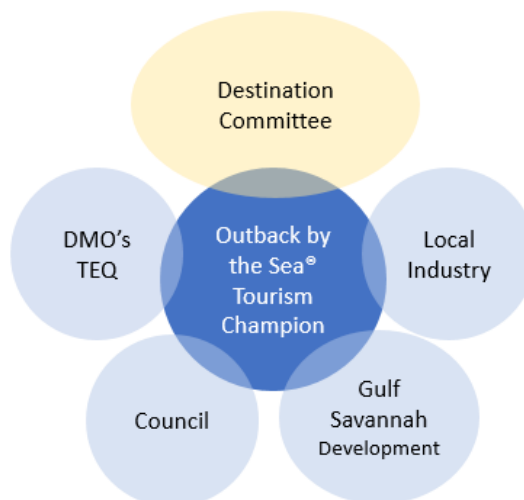 Destination
Committee
DMO's
TEQ
Outback by
the Sea®
Tourism
Champion
Local
Industry
Council
Gulf
Savannah
Development